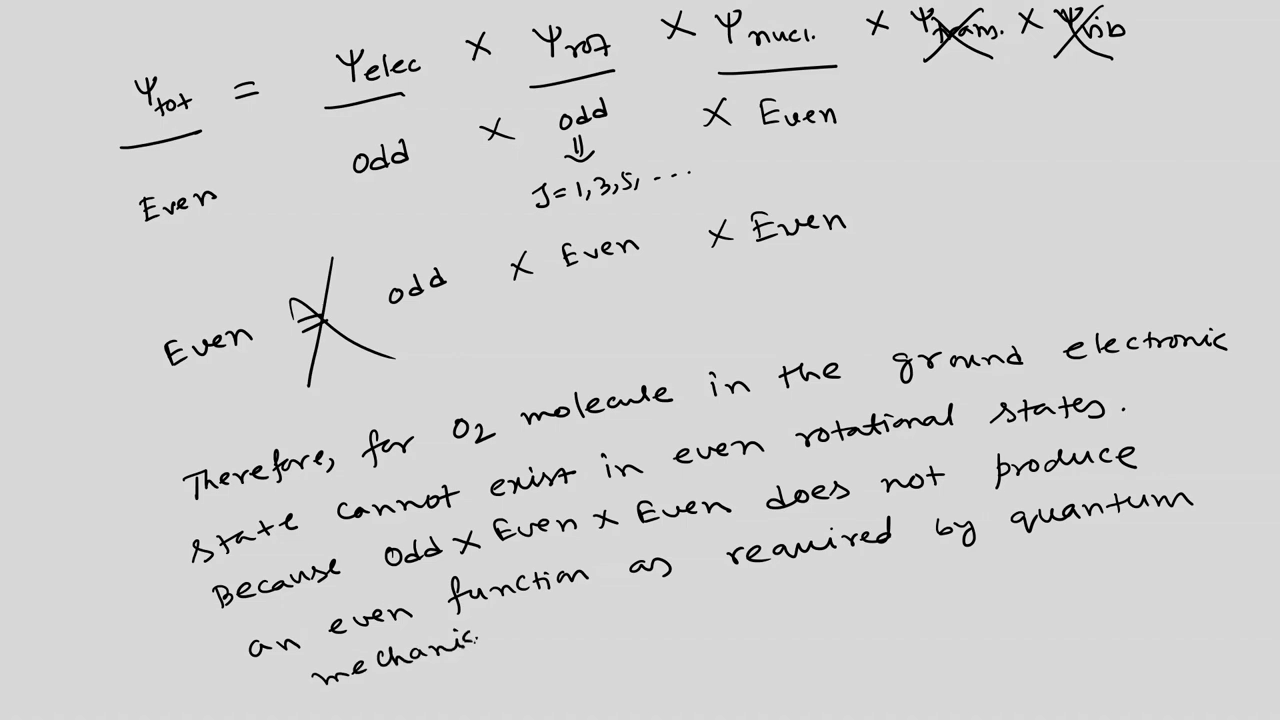 Ψtot = Ψelec × Ψrot × Ψnucl. × Ψtrans. × Ψvib
Even odd × odd × Even
⇓
J=1,3,5, ...
Even ≠ odd × Even × Even
Therefore, for O2 molecule in the ground electronic
state cannot exist in even rotational states.
Because odd × Even × Even does not produce
an even function as required by quantum
mechanic.